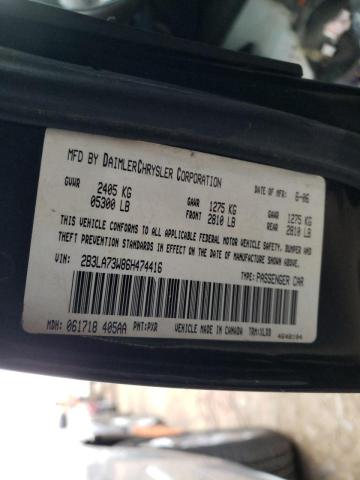 MFD BY DAIMLERCHRYSLER CORPORATION DATE OF MFR: 6-06
GVWR 2405 KG GAWR 1275 KG GAWR 1275 KG
05300 LB FRONT 2810 LB REAR 2810 LB
THIS VEHICLE CONFORMS TO ALL APPLICABLE FEDERAL MOTOR VEHICLE SAFETY, BUMPER AND
THEFT PREVENTION STANDARDS IN EFFECT ON THE DATE OF MANUFACTURE SHOWN ABOVE.
VIN: 2B3LA73W86H474416 TYPE: PASSENGER CAR
MDH: 061718 405AA PNT: PXR VEHICLE MADE IN CANADA TRM: XLDB
4648104